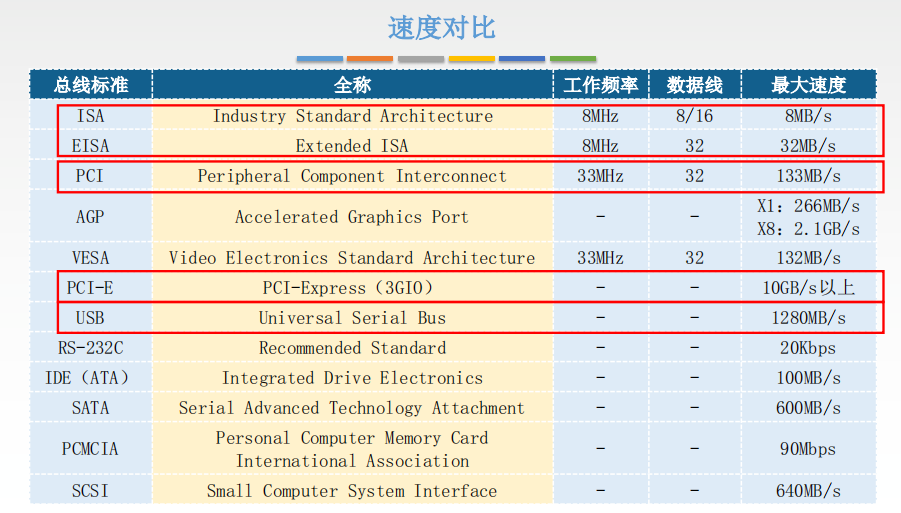 速度对比
总线标准 全称 工作频率 数据线 最大速度
ISA Industry Standard Architecture 8MHz 8/16 8MB/s
EISA Extended ISA 8MHz 32 32MB/s
PCI Peripheral Component Interconnect 33MHz 32 133MB/s
AGP Accelerated Graphics Port - - X1：266MB/s
X8：2.1GB/s
VESA Video Electronics Standard Architecture 33MHz 32 132MB/s
PCI-E PCI-Express（3GIO） - - 10GB/s以上
USB Universal Serial Bus - - 1280MB/s
RS-232C Recommended Standard - - 20Kbps
IDE（ATA） Integrated Drive Electronics - - 100MB/s
SATA Serial Advanced Technology Attachment - - 600MB/s
PCMCIA Personal Computer Memory Card
International Association - - 90Mbps
SCSI Small Computer System Interface - - 640MB/s